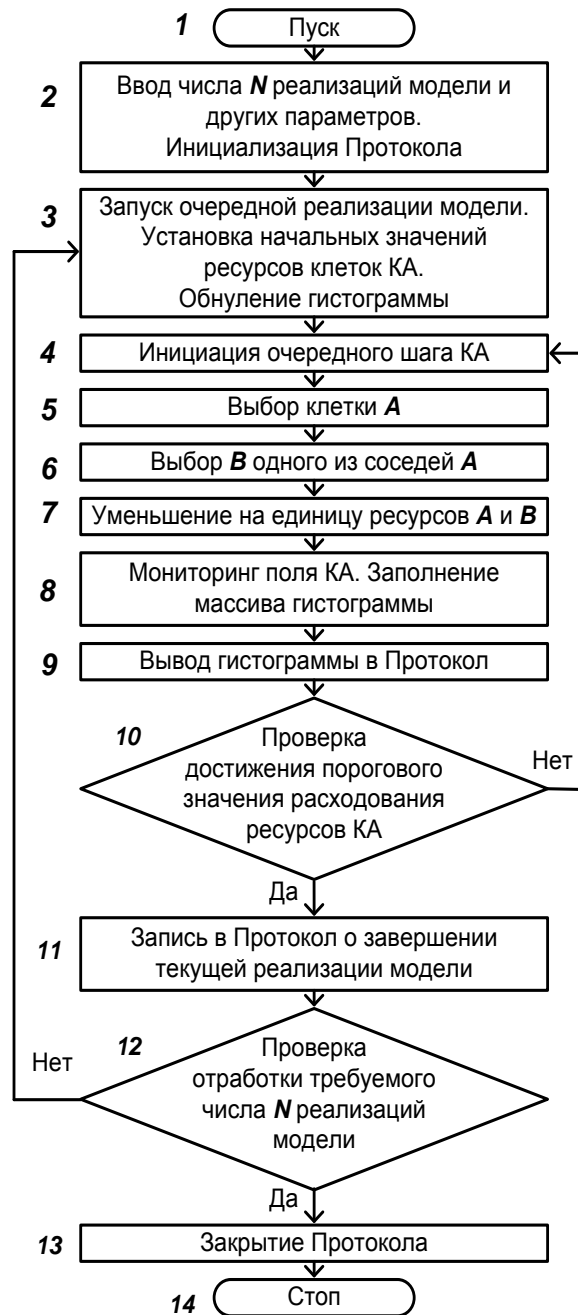 1 Пуск
2 Ввод числа N реализаций модели и
других параметров.
Инициализация Протокола
3 Запуск очередной реализации модели.
Установка начальных значений
ресурсов клеток КА.
Обнуление гистограммы
4 Инициация очередного шага КА
5 Выбор клетки А
6 Выбор В одного из соседей А
7 Уменьшение на единицу ресурсов А и В
8 Мониторинг поля КА. Заполнение
массива гистограммы
9 Вывод гистограммы в Протокол
10 Проверка
достижения порогового
значения расходования
ресурсов КА
Нет
Да
11 Запись в Протокол о завершении
текущей реализации модели
12 Проверка
отработки требуемого
числа N реализаций
модели
Нет
Да
13 Закрытие Протокола
14 Стоп